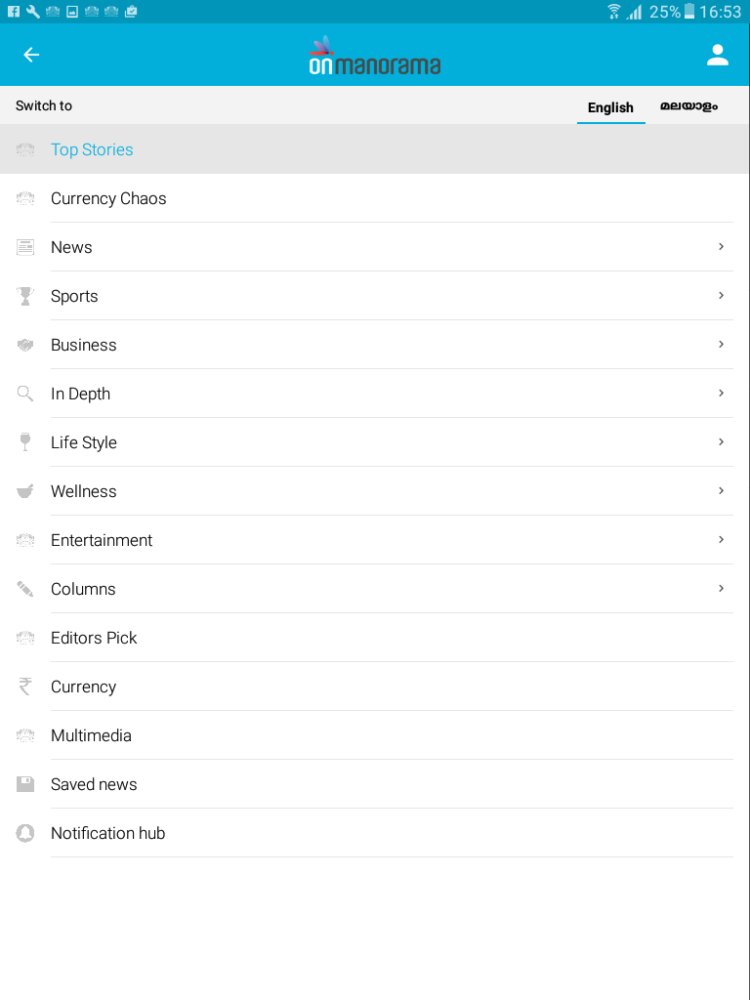 25% 16:53
onmanorama
Switch to English മലയാളം
Top Stories
Currency Chaos
News
Sports
Business
In Depth
Life Style
Wellness
Entertainment
Columns
Editors Pick
Currency
Multimedia
Saved news
Notification hub